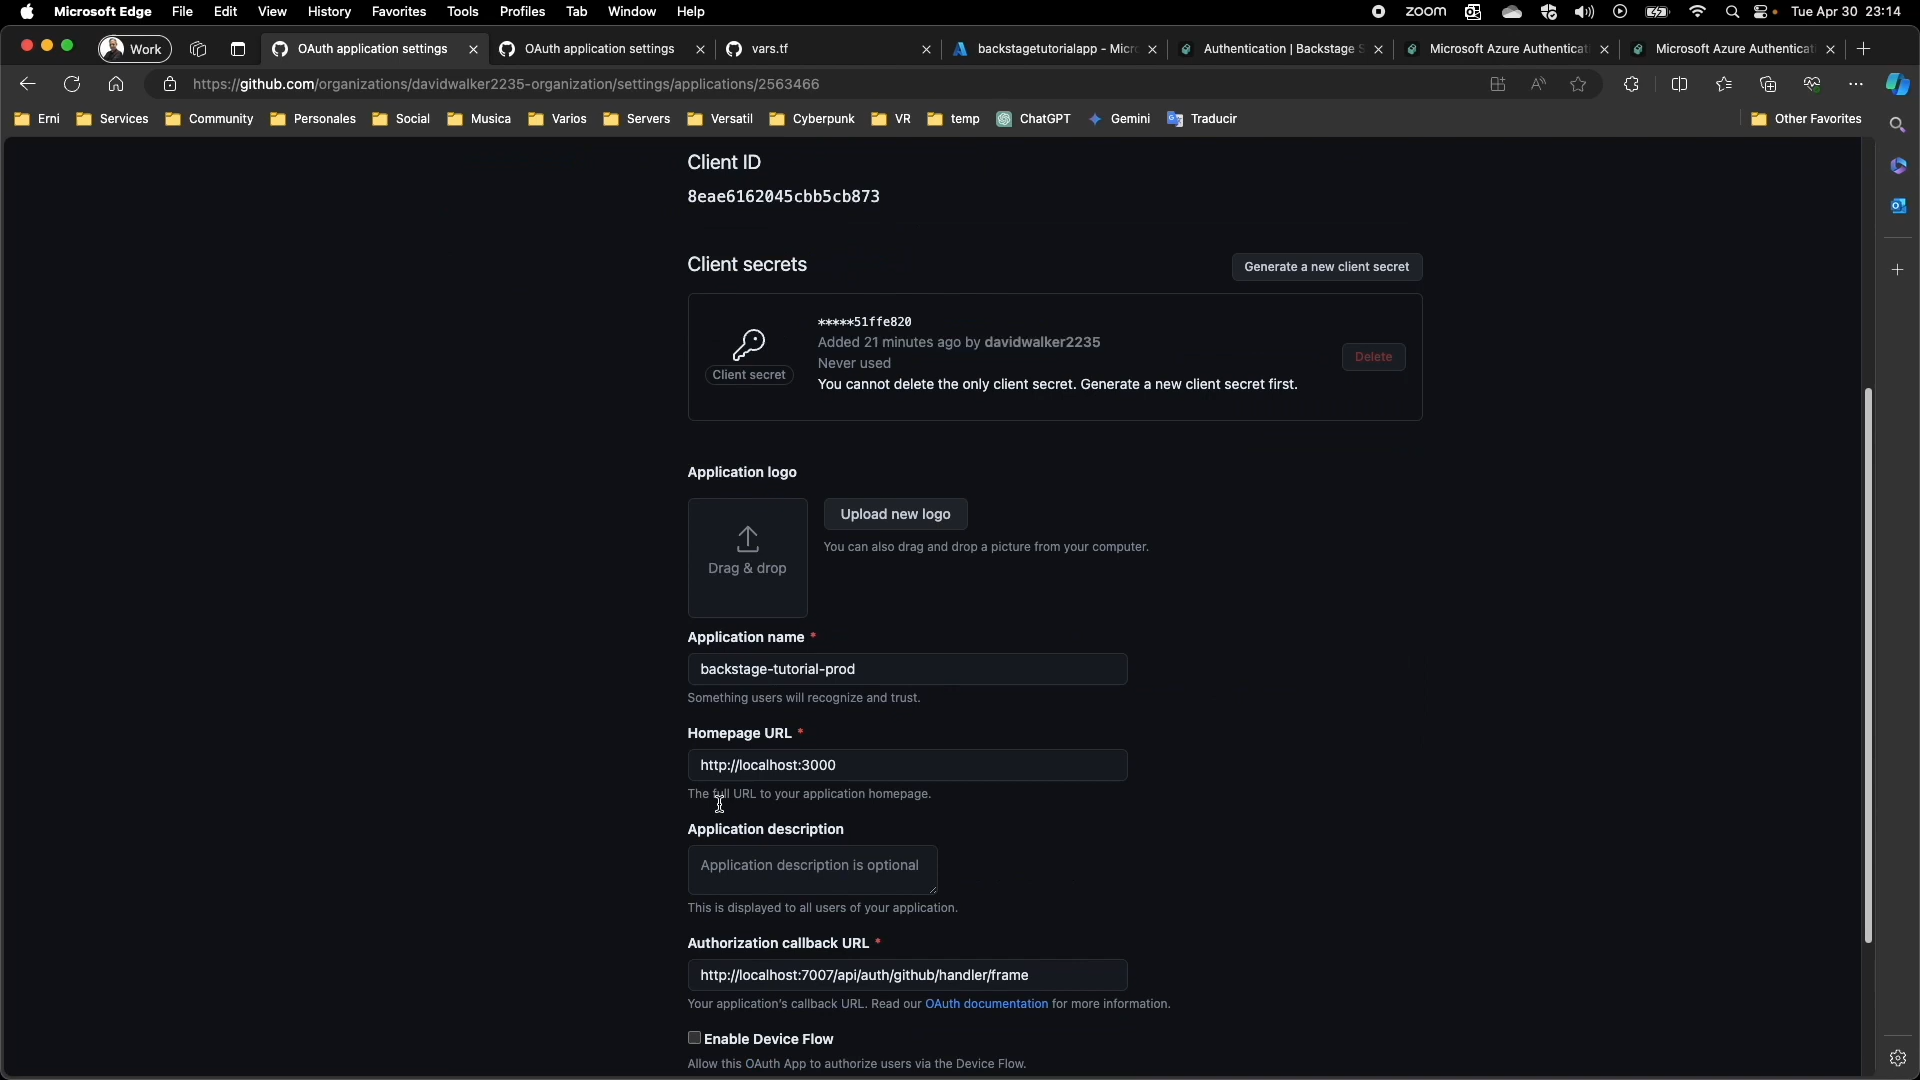 Microsoft Edge File Edit View History Favorites Tools Profiles Tab Window Help zoom Tue Apr 30 23:14
Work OAuth application settings OAuth application settings vars.tf backstagetutorialapp - Micr Authentication | Backstage S Microsoft Azure Authenticat Microsoft Azure Authenticati
https://github.com/organizations/davidwalker2235-organization/settings/applications/2563466
Erni Services Community Personales Social Musica Varios Servers Versatil Cyberpunk VR temp ChatGPT Gemini Traducir Other Favorites
Client ID
8eae6162045cbb5cb873
Client secrets
Generate a new client secret
*****51ffe820
Added 21 minutes ago by davidwalker2235
Never used
You cannot delete the only client secret. Generate a new client secret first.
Client secret
Delete
Application logo
Drag & drop
Upload new logo
You can also drag and drop a picture from your computer.
Application name *
backstage-tutorial-prod
Something users will recognize and trust.
Homepage URL *
http://localhost:3000
The full URL to your application homepage.
Application description
Application description is optional
This is displayed to all users of your application.
Authorization callback URL *
http://localhost:7007/api/auth/github/handler/frame
Your application's callback URL. Read our OAuth documentation for more information.
Enable Device Flow
Allow this OAuth App to authorize users via the Device Flow.